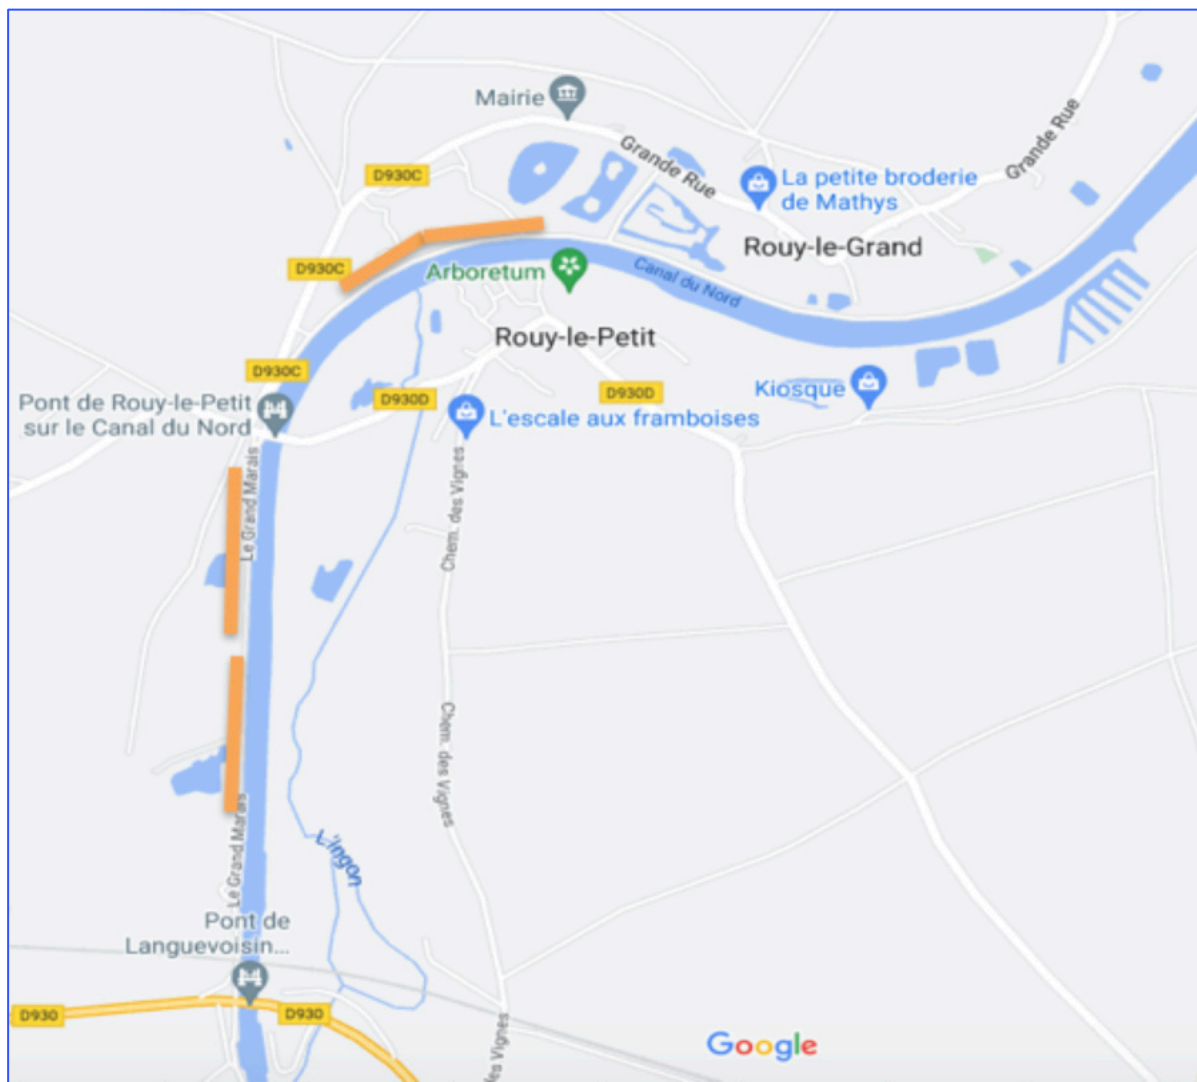 Mairie
Grande Rue
Grande Rue
D930C
La petite broderie
de Mathys
Rouy-le-Grand
D930C
Arboretum
Canal du Nord
Rouy-le-Petit
D930C
Pont de Rouy-le-Petit
sur le Canal du Nord
D930D
D930D
Kiosque
L'escale aux framboises
Le Grand Marais
Chem. des Vignes
Chem. des Vignes
Le Grand Marais
L'Ingon
Pont de
Languevoisin...
D930
D930
des Vignes
Google